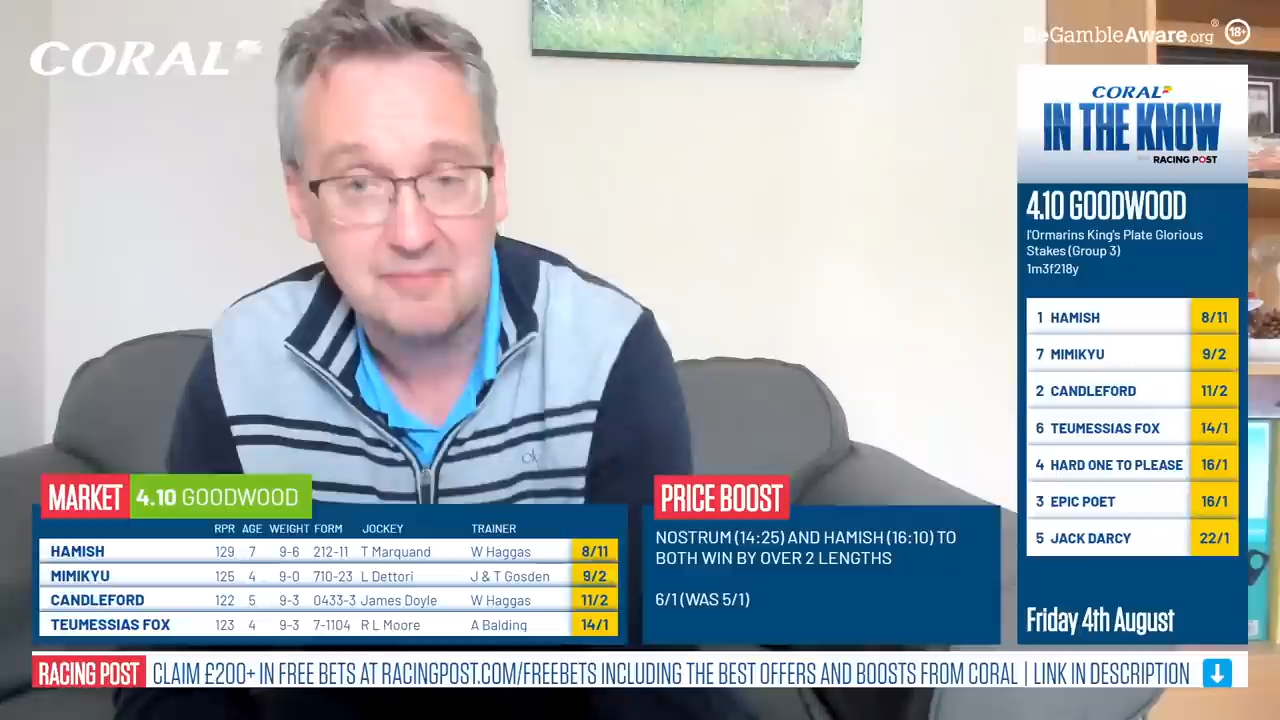 CORAL
BeGambleAware.org® 18+
CORAL
IN THE KNOW
RACING POST
4.10 GOODWOOD
l'Ormarins King's Plate Glorious
Stakes (Group 3)
1m3f218y
1 HAMISH 8/11
7 MIMIKYU 9/2
2 CANDLEFORD 11/2
6 TEUMESSIAS FOX 14/1
4 HARD ONE TO PLEASE 16/1
3 EPIC POET 16/1
5 JACK DARCY 22/1
Friday 4th August
ck
MARKET 4.10 GOODWOOD
RPR AGE WEIGHT FORM JOCKEY TRAINER
HAMISH 129 7 9-6 212-11 T Marquand W Haggas 8/11
MIMIKYU 125 4 9-0 710-23 L Dettori J & T Gosden 9/2
CANDLEFORD 122 5 9-3 0433-3 James Doyle W Haggas 11/2
TEUMESSIAS FOX 123 4 9-3 7-1104 R L Moore A Balding 14/1
PRICE BOOST
NOSTRUM (14:25) AND HAMISH (16:10) TO
BOTH WIN BY OVER 2 LENGTHS
6/1 (WAS 5/1)
RACING POST CLAIM £200+ IN FREE BETS AT RACINGPOST.COM/FREEBETS INCLUDING THE BEST OFFERS AND BOOSTS FROM CORAL | LINK IN DESCRIPTION